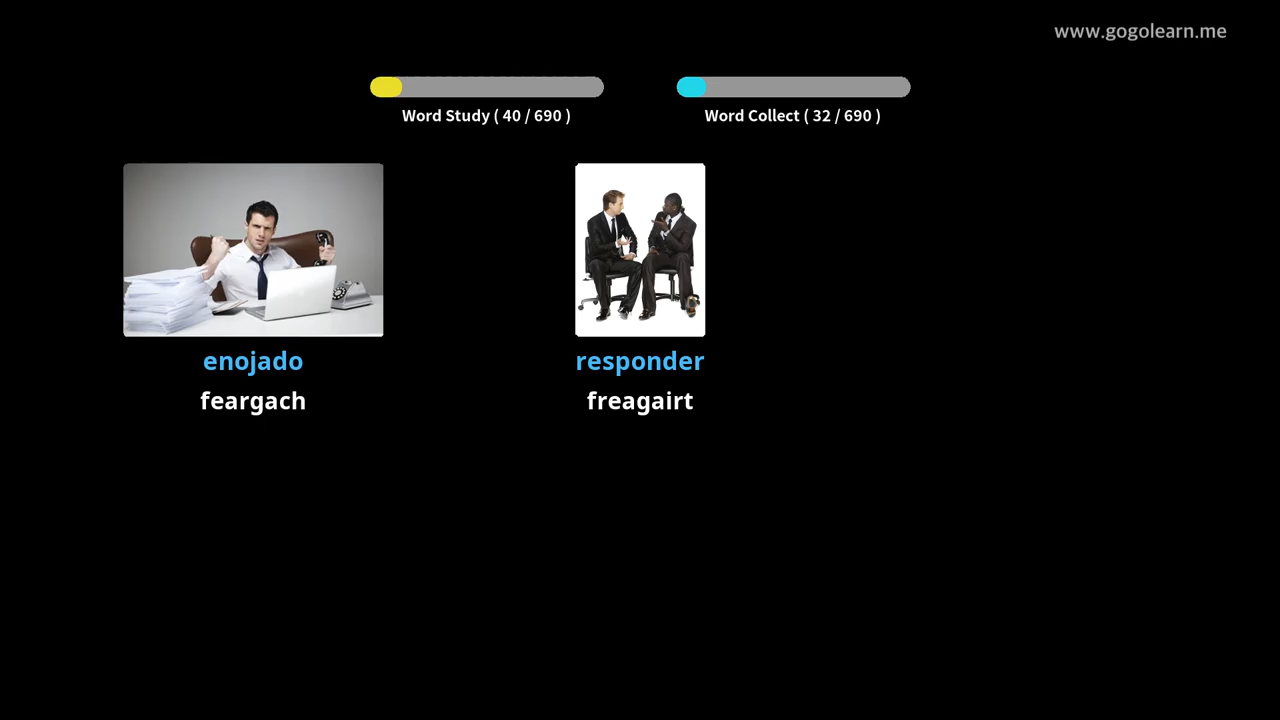 www.gogolearn.me
Word Study ( 40 / 690 )
Word Collect ( 32 / 690 )
enojado
feargach
responder
freagairt